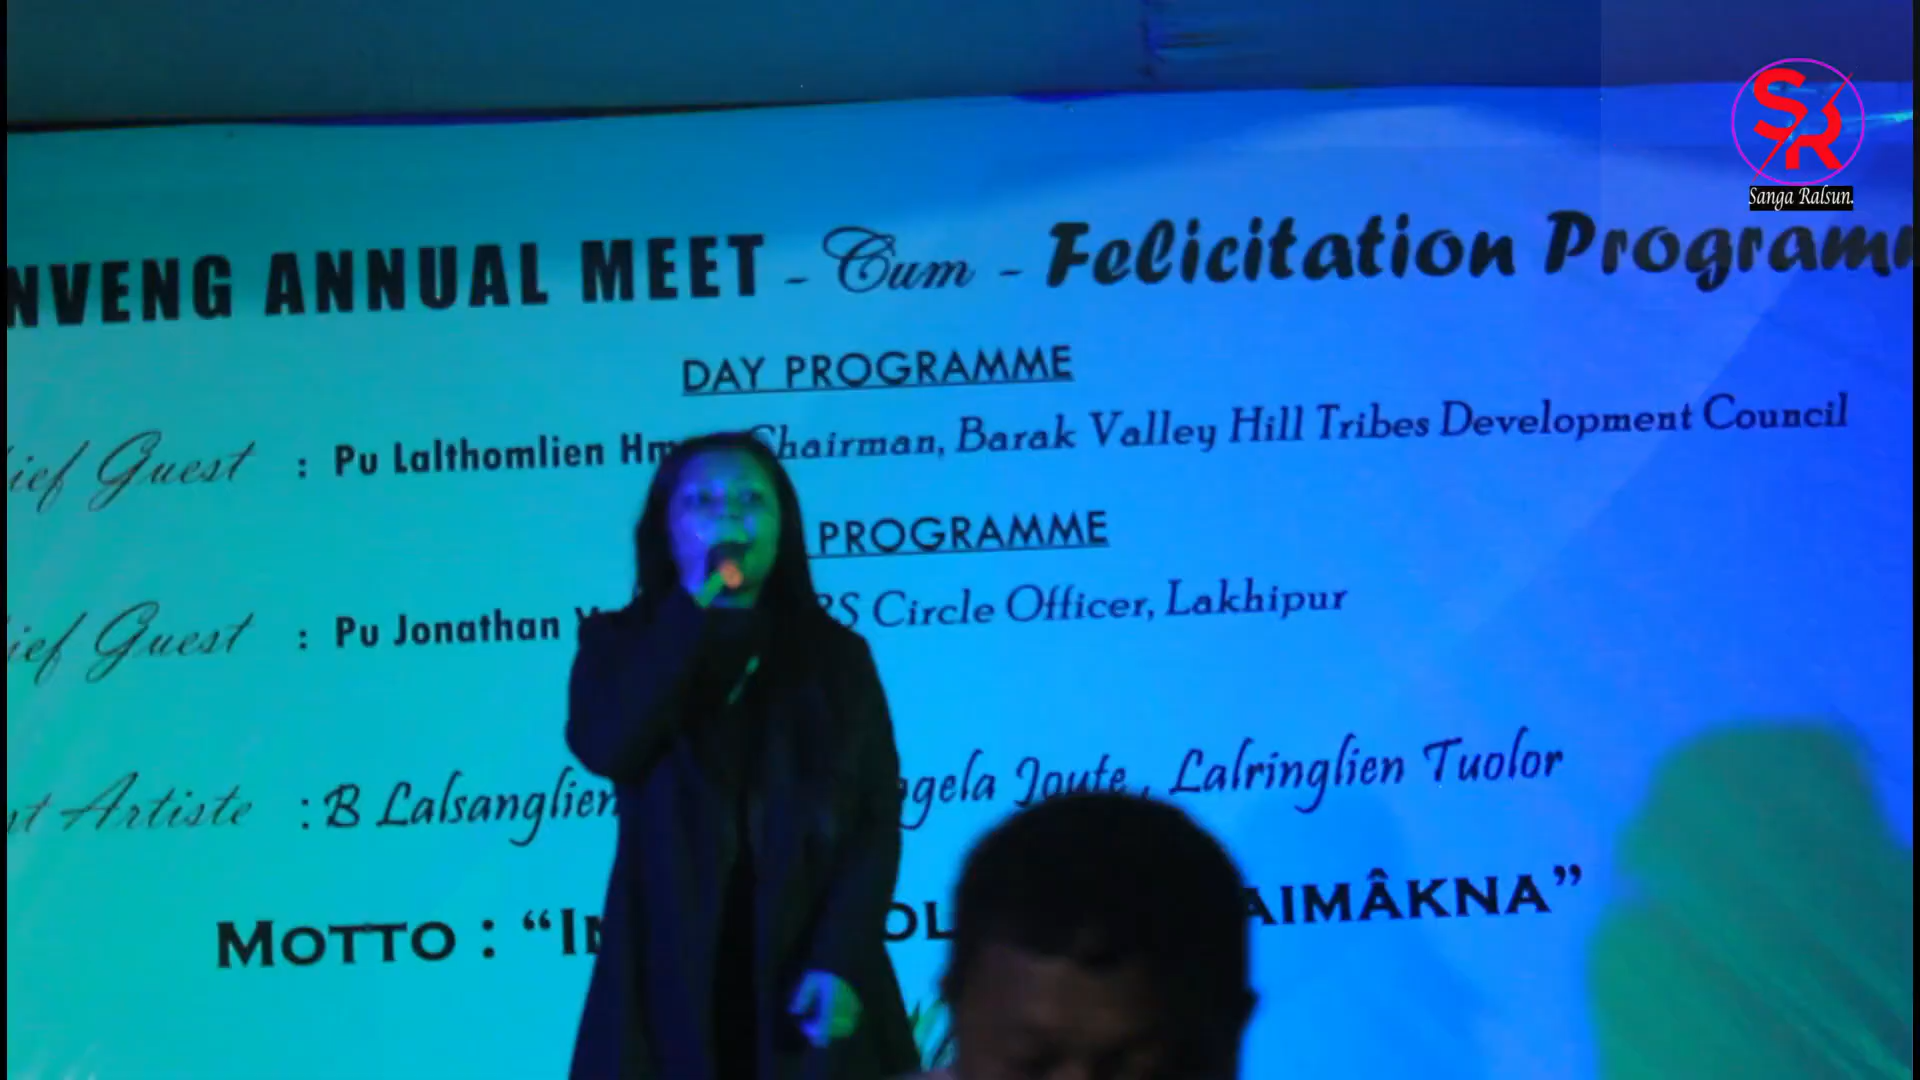 SR
Sanga Ralsun.
NVENG ANNUAL MEET - Cum - Felicitation Programm
DAY PROGRAMME
ief Guest : Pu Lalthomlien Hm Chairman, Barak Valley Hill Tribes Development Council
PROGRAMME
ief Guest : Pu Jonathan Circle Officer, Lakhipur
Artiste : B Lalsanglien gela Joute, Lalringlien Tuolor
MOTTO : “IN OL AIMÂKNA”